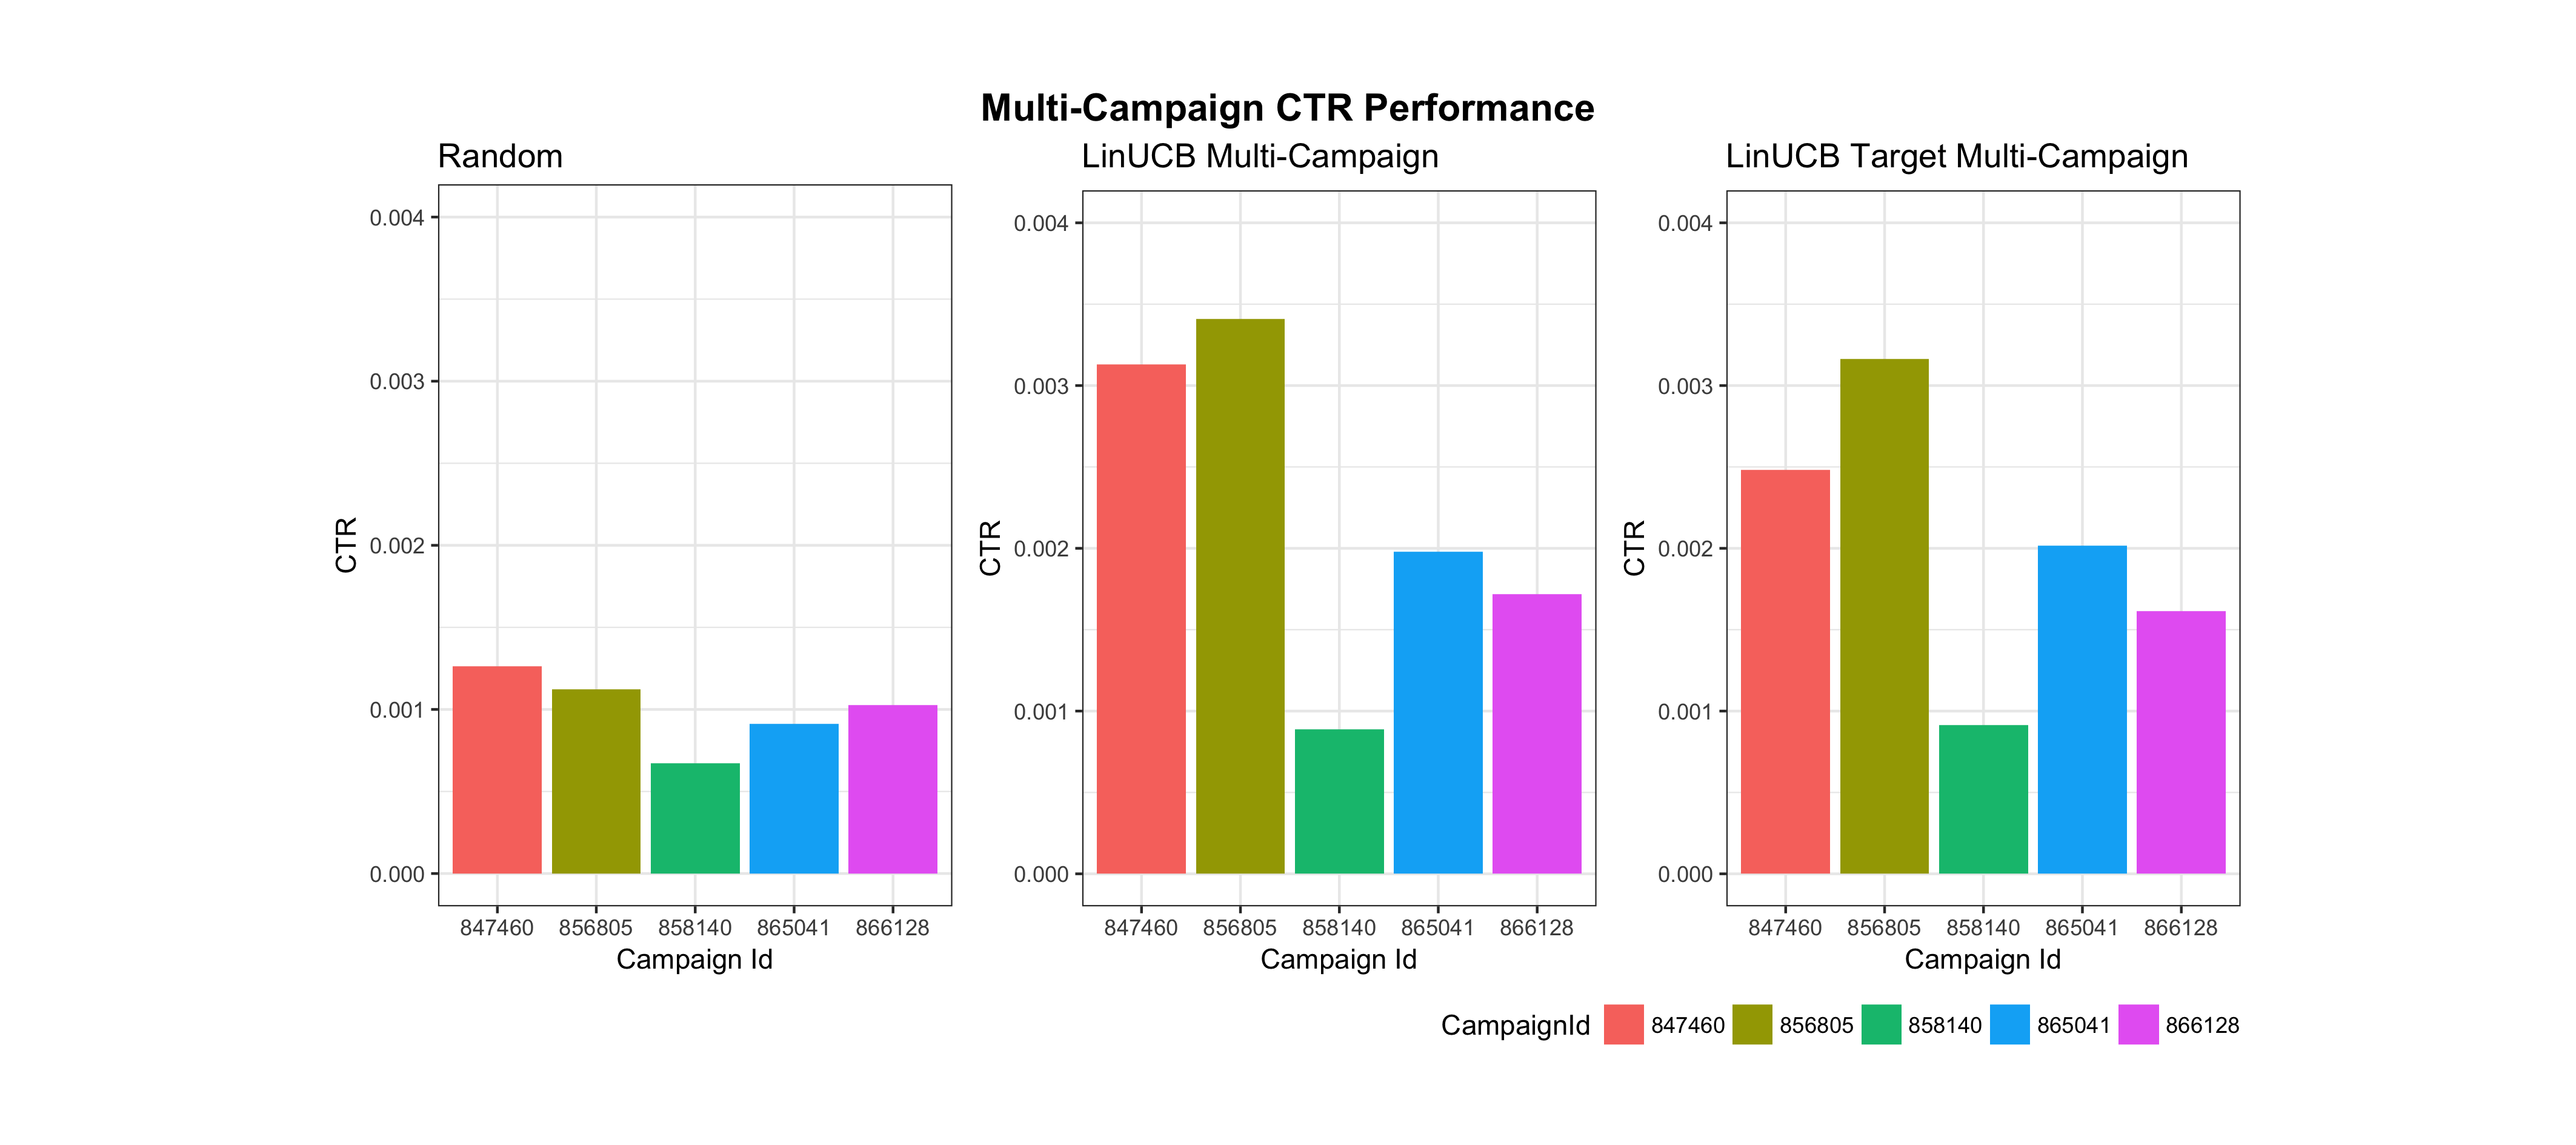 Multi-Campaign CTR Performance
Random
0.004
0.003
0.002
0.001
0.000
CTR
847460 856805 858140 865041 866128
Campaign Id
LinUCB Multi-Campaign
0.004
0.003
0.002
0.001
0.000
CTR
847460 856805 858140 865041 866128
Campaign Id
LinUCB Target Multi-Campaign
0.004
0.003
0.002
0.001
0.000
CTR
847460 856805 858140 865041 866128
Campaign Id
CampaignId 847460 856805 858140 865041 866128